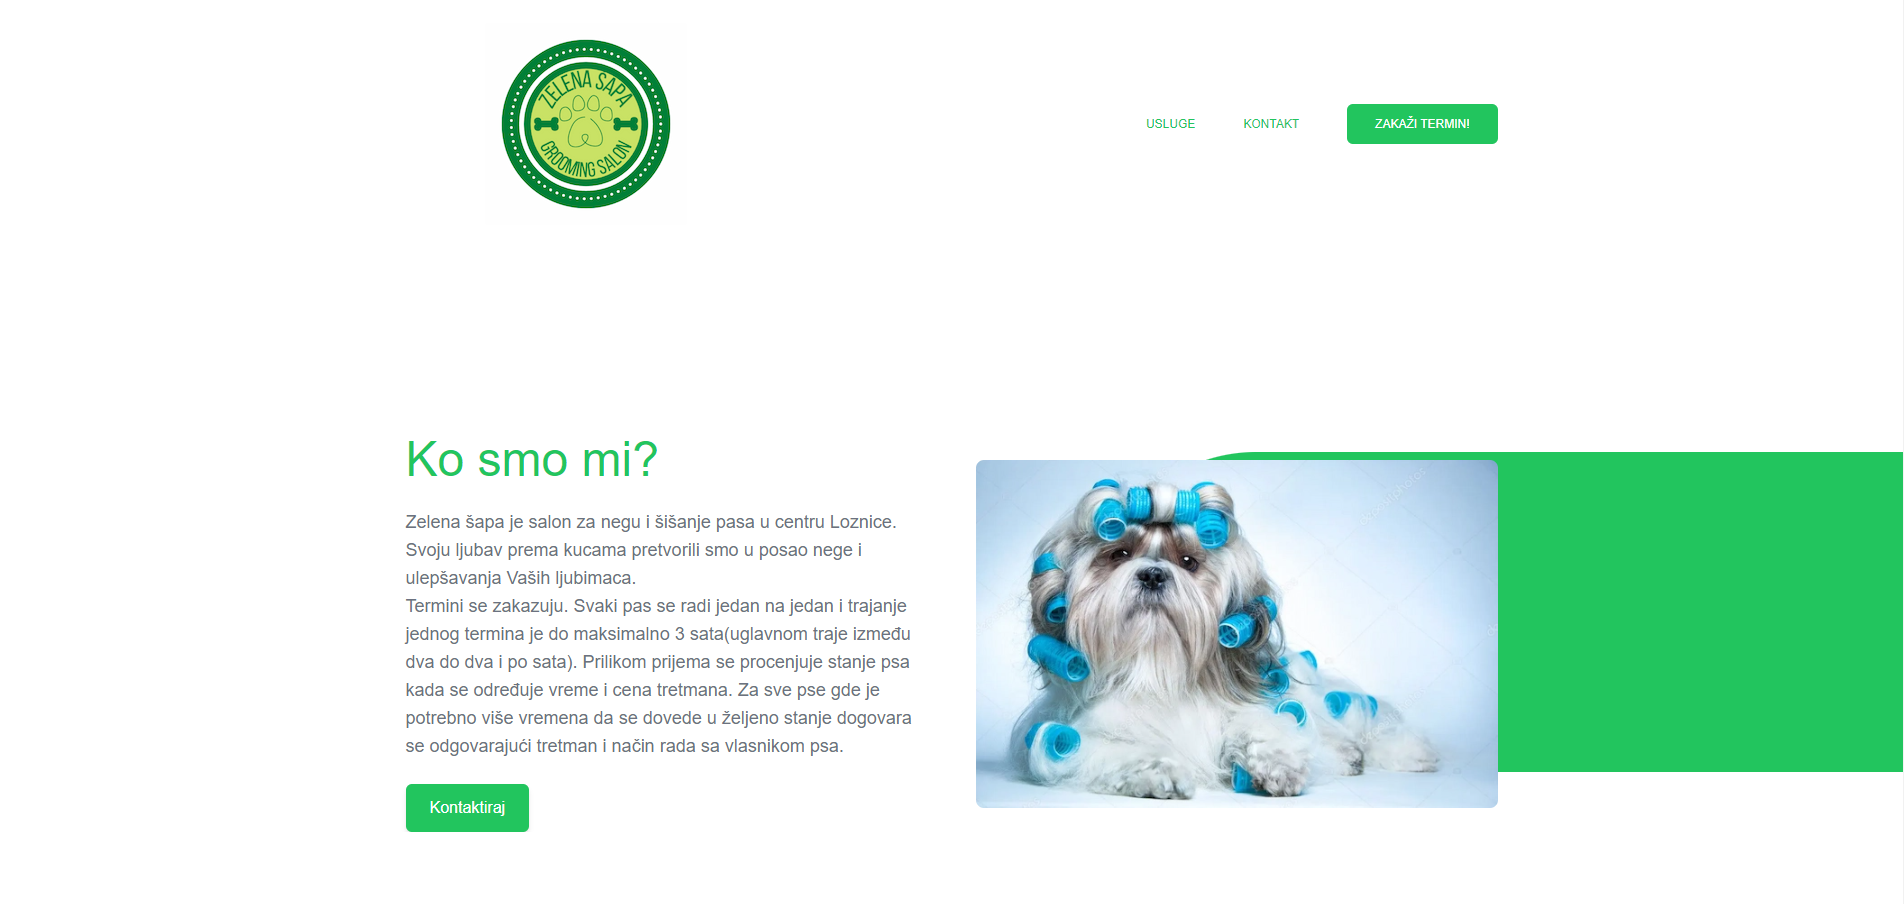 ZELENA SAPA
GROOMING SALON
USLUGE
KONTAKT
ZAKAŽI TERMIN!
Ko smo mi?
Zelena šapa je salon za negu i šišanje pasa u centru Loznice.
Svoju ljubav prema kucama pretvorili smo u posao nege i
ulepšavanja Vaših ljubimaca.
Termini se zakazuju. Svaki pas se radi jedan na jedan i trajanje
jednog termina je do maksimalno 3 sata(uglavnom traje između
dva do dva i po sata). Prilikom prijema se procenjuje stanje psa
kada se određuje vreme i cena tretmana. Za sve pse gde je
potrebno više vremena da se dovede u željeno stanje dogovara
se odgovarajući tretman i način rada sa vlasnikom psa.
Kontaktiraj